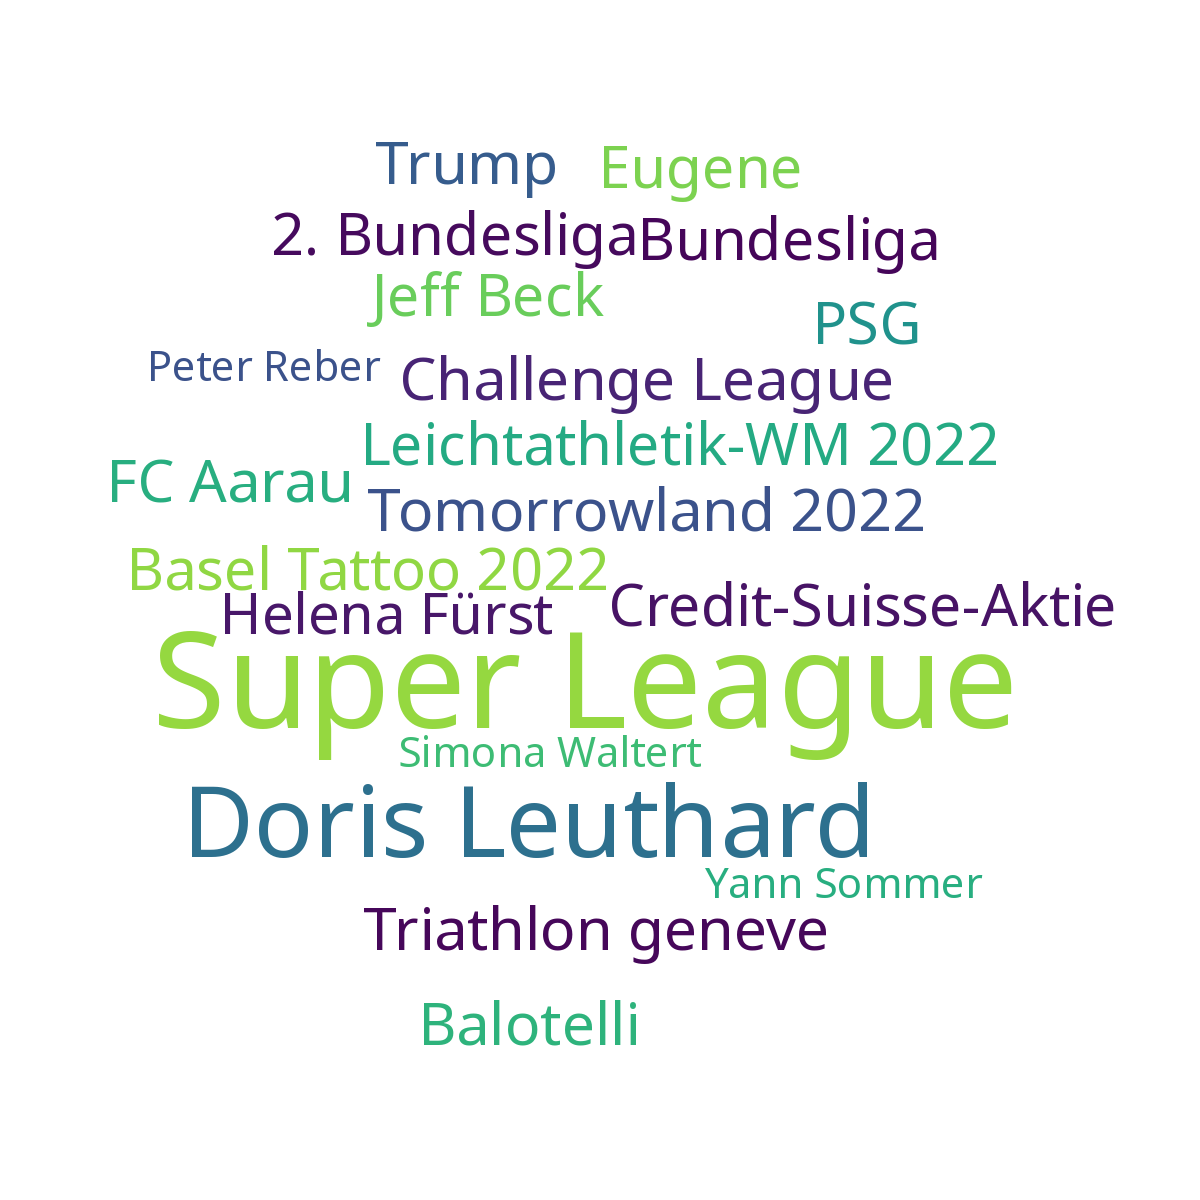 Trump
Eugene
2. Bundesliga
Bundesliga
Jeff Beck
PSG
Peter Reber
Challenge League
Leichtathletik-WM 2022
FC Aarau
Tomorrowland 2022
Basel Tattoo 2022
Helena Fürst
Credit-Suisse-Aktie
Super League
Simona Waltert
Doris Leuthard
Yann Sommer
Triathlon geneve
Balotelli